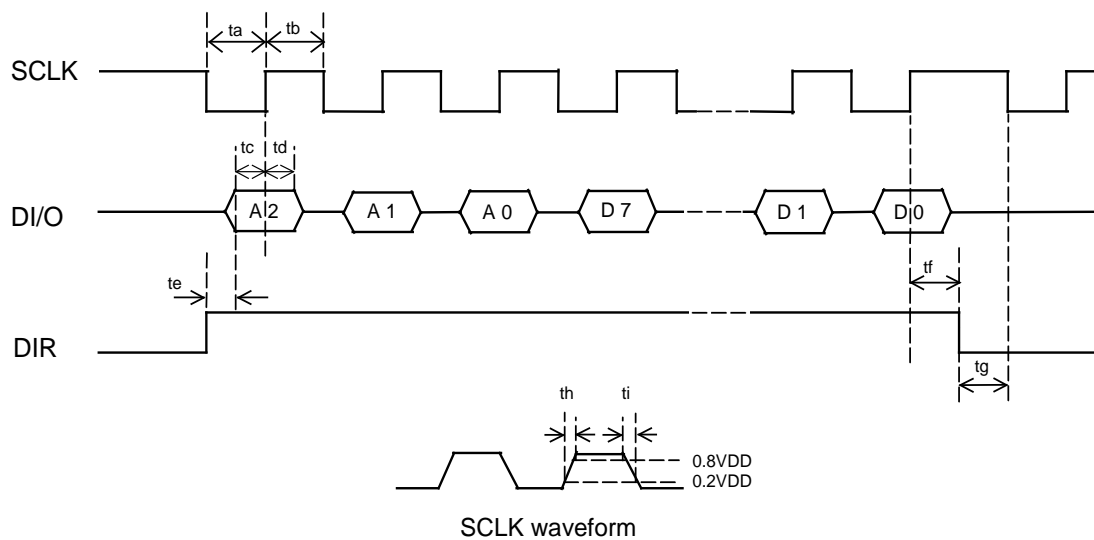 ta tb
SCLK
tc td
DI/O A 2 A 1 A 0 D 7 D 1 D 0
te tf
DIR
tg
th ti
0.8VDD
0.2VDD
SCLK waveform